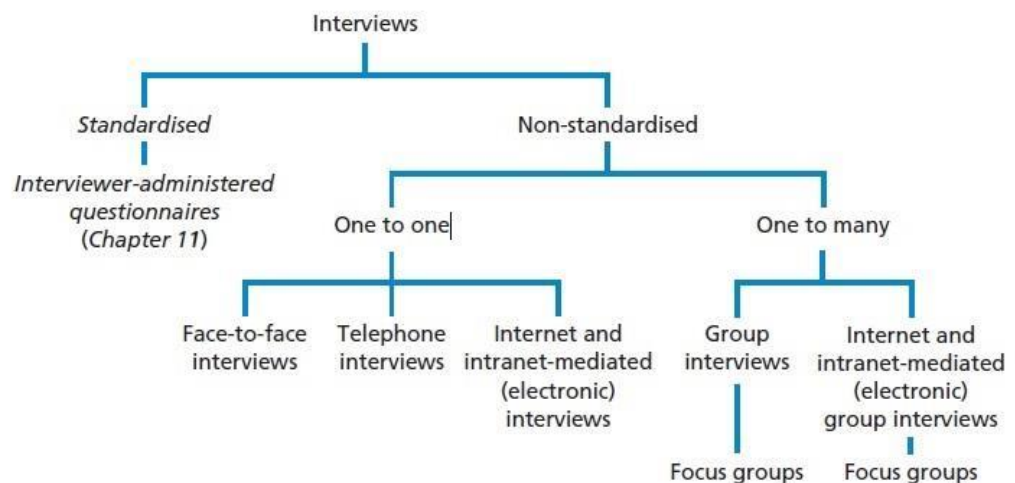 Interviews
Standardised
Non-standardised
Interviewer-administered
questionnaires
(Chapter 11)
One to one
One to many
Face-to-face
interviews
Telephone
interviews
Internet and
intranet-mediated
(electronic)
interviews
Group
interviews
Internet and
intranet-mediated
(electronic)
group interviews
Focus groups
Focus groups